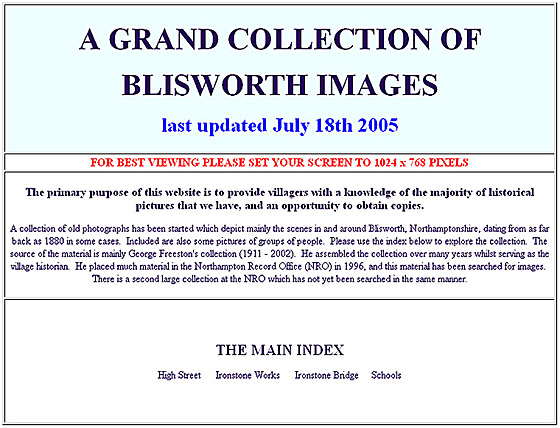 A GRAND COLLECTION OF
BLISWORTH IMAGES
last updated July 18th 2005
FOR BEST VIEWING PLEASE SET YOUR SCREEN TO 1024 x 768 PIXELS
The primary purpose of this website is to provide villagers with a knowledge of the majority of historical
pictures that we have, and an opportunity to obtain copies.
A collection of old photographs has been started which depict mainly the scenes in and around Blisworth, Northamptonshire, dating from as far
back as 1880 in some cases. Included are also some pictures of groups of people. Please use the index below to explore the collection. The
source of the material is mainly George Freeston's collection (1911 - 2002). He assembled the collection over many years whilst serving as the
village historian. He placed much material in the Northampton Record Office (NRO) in 1996, and this material has been searched for images.
There is a second large collection at the NRO which has not yet been searched in the same manner.
THE MAIN INDEX
High Street Ironstone Works Ironstone Bridge Schools